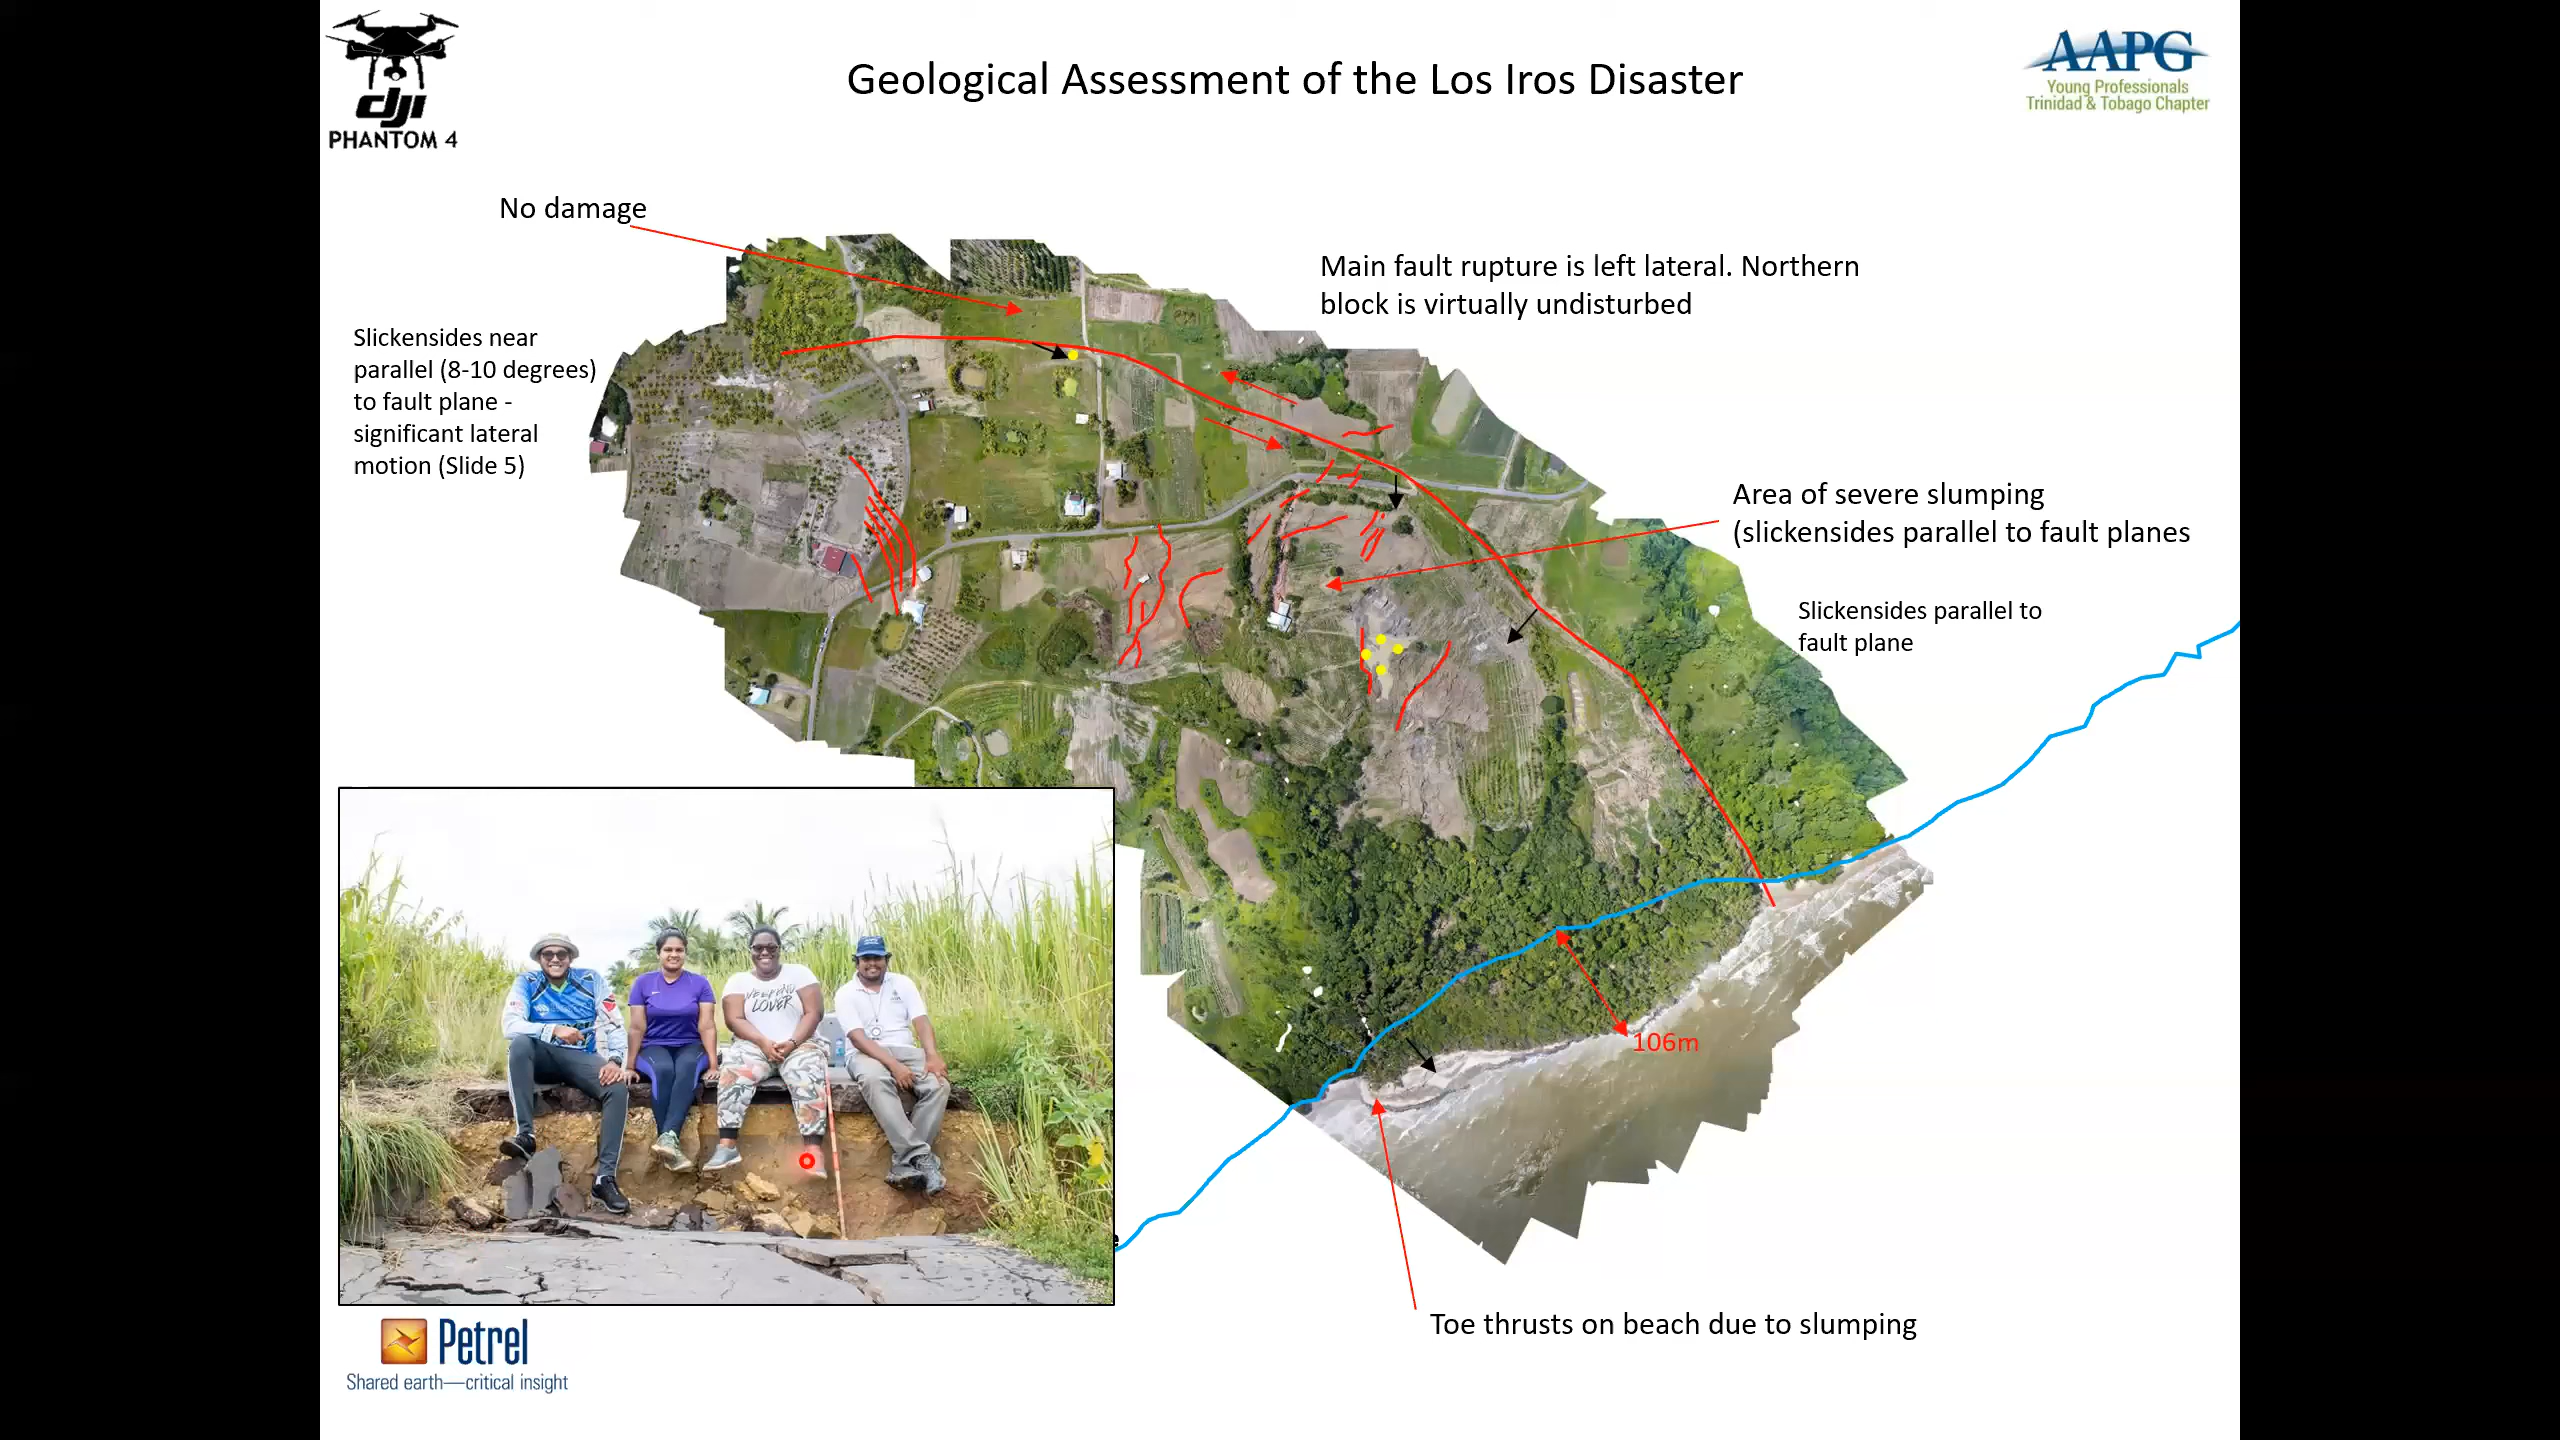 dji
PHANTOM 4
Geological Assessment of the Los Iros Disaster
AAPG
Young Professionals
Trinidad & Tobago Chapter
No damage
Main fault rupture is left lateral. Northern
block is virtually undisturbed
Slickensides near
parallel (8-10 degrees)
to fault plane -
significant lateral
motion (Slide 5)
Area of severe slumping
(slickensides parallel to fault planes
Slickensides parallel to
fault plane
106m
WEEKEND
LOVER
e
Toe thrusts on beach due to slumping
Petrel
Shared earth—critical insight